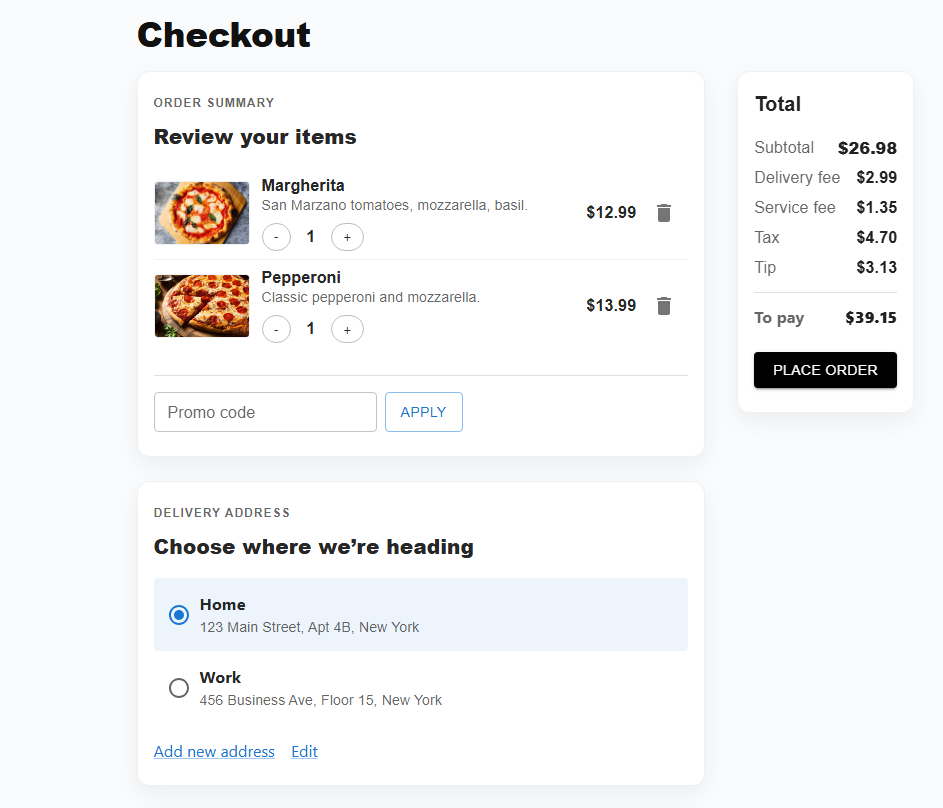 Checkout
ORDER SUMMARY
Review your items
Margherita
San Marzano tomatoes, mozzarella, basil.
$12.99
- 1 +
Pepperoni
Classic pepperoni and mozzarella.
$13.99
- 1 +
Promo code
APPLY
DELIVERY ADDRESS
Choose where we’re heading
Home
123 Main Street, Apt 4B, New York
Work
456 Business Ave, Floor 15, New York
Add new address Edit
Total
Subtotal $26.98
Delivery fee $2.99
Service fee $1.35
Tax $4.70
Tip $3.13
To pay $39.15
PLACE ORDER